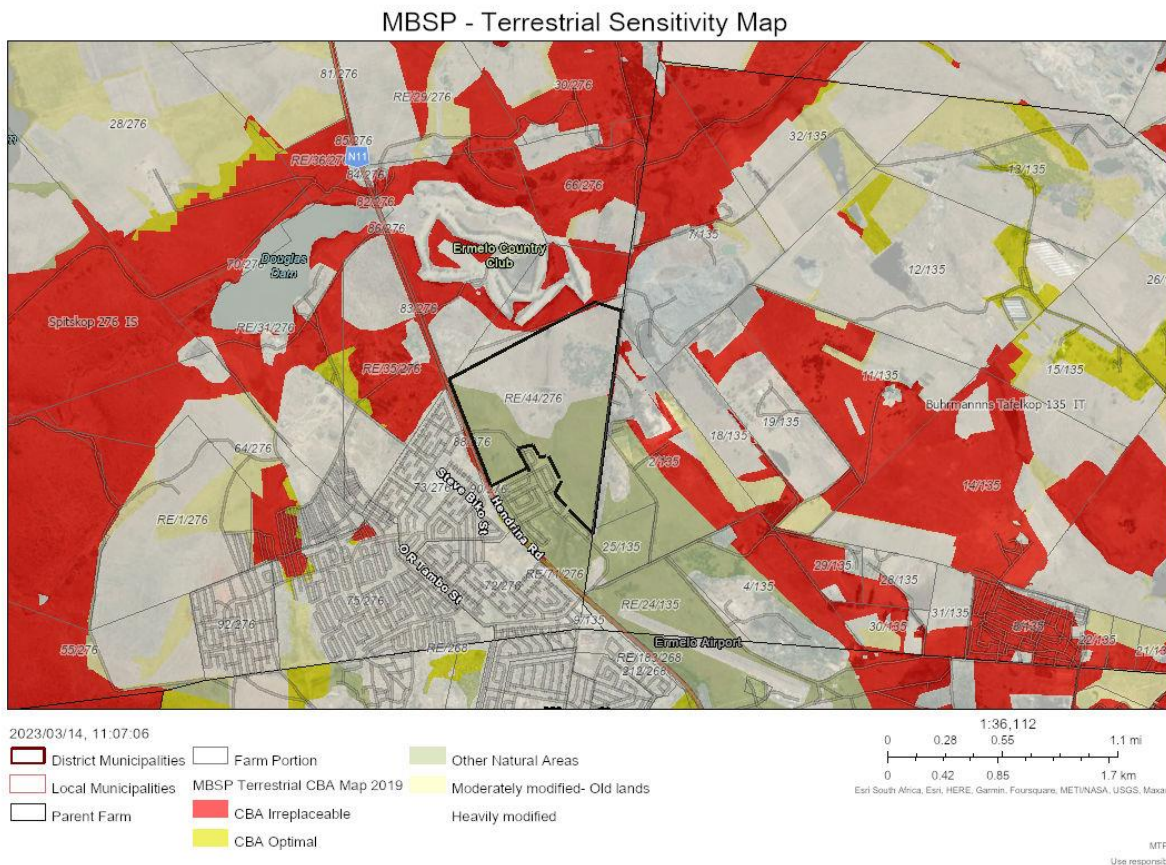 MBSP - Terrestrial Sensitivity Map
81/276
RE/29/276
30/276
28/276
32/135
85/276
N11
RE/36/276
84/276
13/135
66/276
82/276
86/276
7/135
Ermelo Country
Club
Douglas
Dam
70/276
12/135
26/
83/276
Spitskop 276 IS
RE/31/276
RE/35/276
11/135
15/135
RE/44/276
Buhrmannns Tafelkop 135 IT
19/135
18/135
64/276
88/276
2/135
73/276
90/276
14/135
Steve Biko St
Hendrina Rd
RE/1/276
25/135
O R Tambo St
RE/71/276
72/276
4/135
29/135
28/135
75/276
RE/24/135
31/135
92/276
9/135
30/135
3/135
Ermelo Airport
22/135
55/276
RE/268
RE/183/268
21/13
212/268
2023/03/14, 11:07:06
District Municipalities
Local Municipalities
Parent Farm
Farm Portion
MBSP Terrestrial CBA Map 2019
CBA Irreplaceable
CBA Optimal
Other Natural Areas
Moderately modified- Old lands
Heavily modified
1:36,112
0 0.28 0.55 1.1 mi
0 0.42 0.85 1.7 km
Esri South Africa, Esri, HERE, Garmin, Foursquare, METI/NASA, USGS, Maxar
MTP
Use responsib